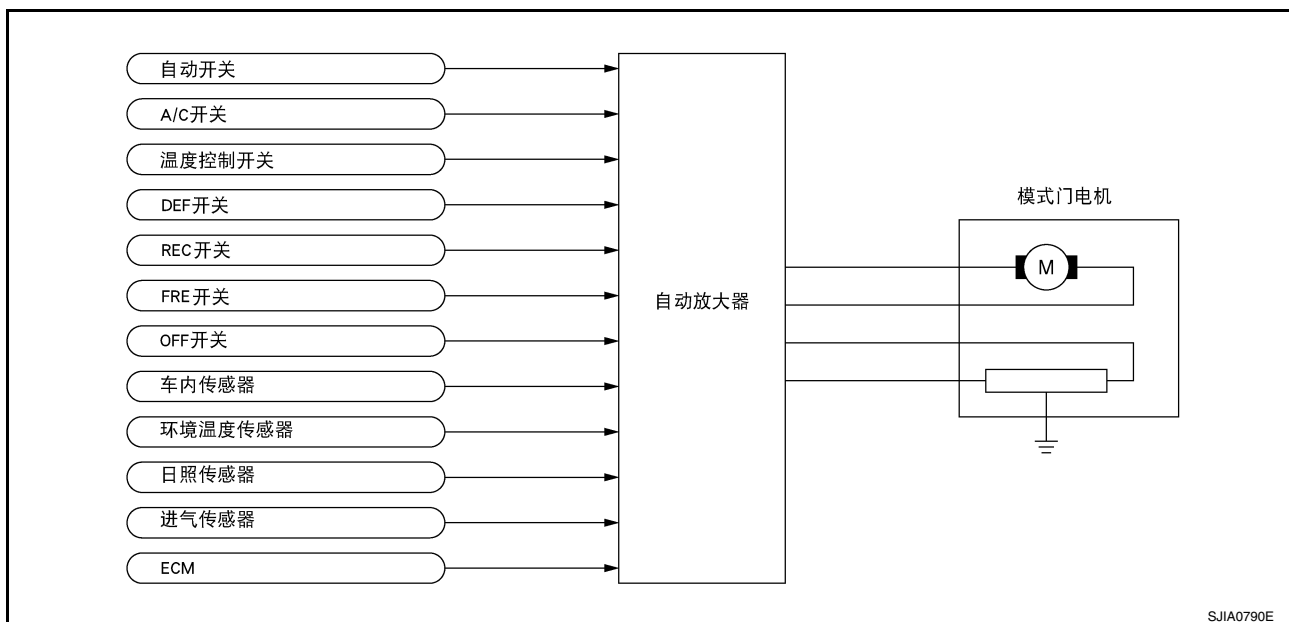 自动开关
A/C开关
温度控制开关
DEF开关
REC开关
FRE开关
OFF开关
车内传感器
环境温度传感器
日照传感器
进气传感器
ECM
自动放大器
模式门电机
M
SJIA0790E